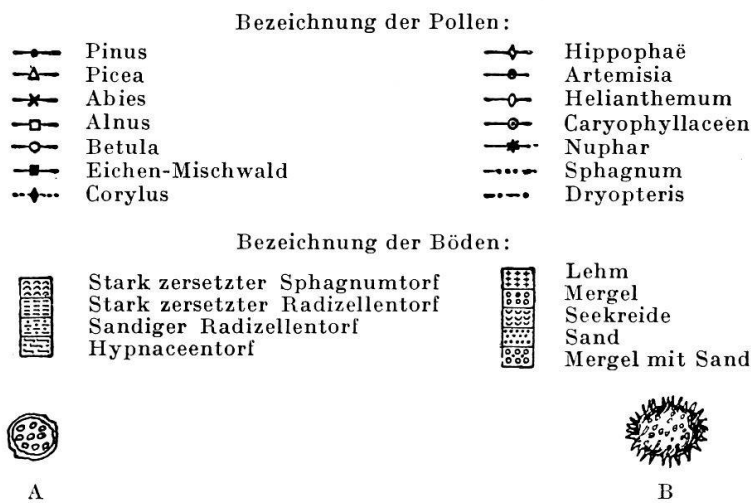 Bezeichnung der Pollen:
Pinus
Picea
Abies
Alnus
Betula
Eichen-Mischwald
Corylus
Hippophaë
Artemisia
Helianthemum
Caryophyllaceen
Nuphar
Sphagnum
Dryopteris
Bezeichnung der Böden:
Stark zersetzter Sphagnumtorf
Stark zersetzter Radizellentorf
Sandiger Radizellentorf
Hypnaceentorf
Lehm
Mergel
Seekreide
Sand
Mergel mit Sand
A
B